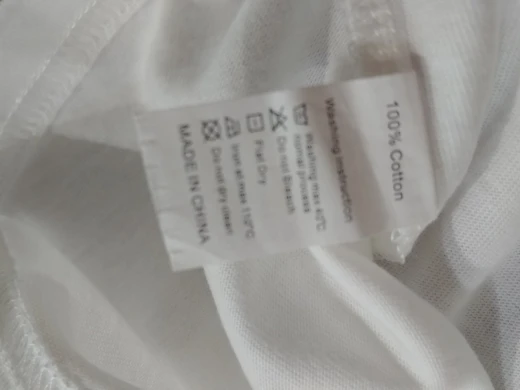 100% Cotton
Washing instruction
Washing max 40°C
normal process
Do not Bleach
Flat Dry
Iron at max 110°C
Do not dry clean
MADE IN CHINA